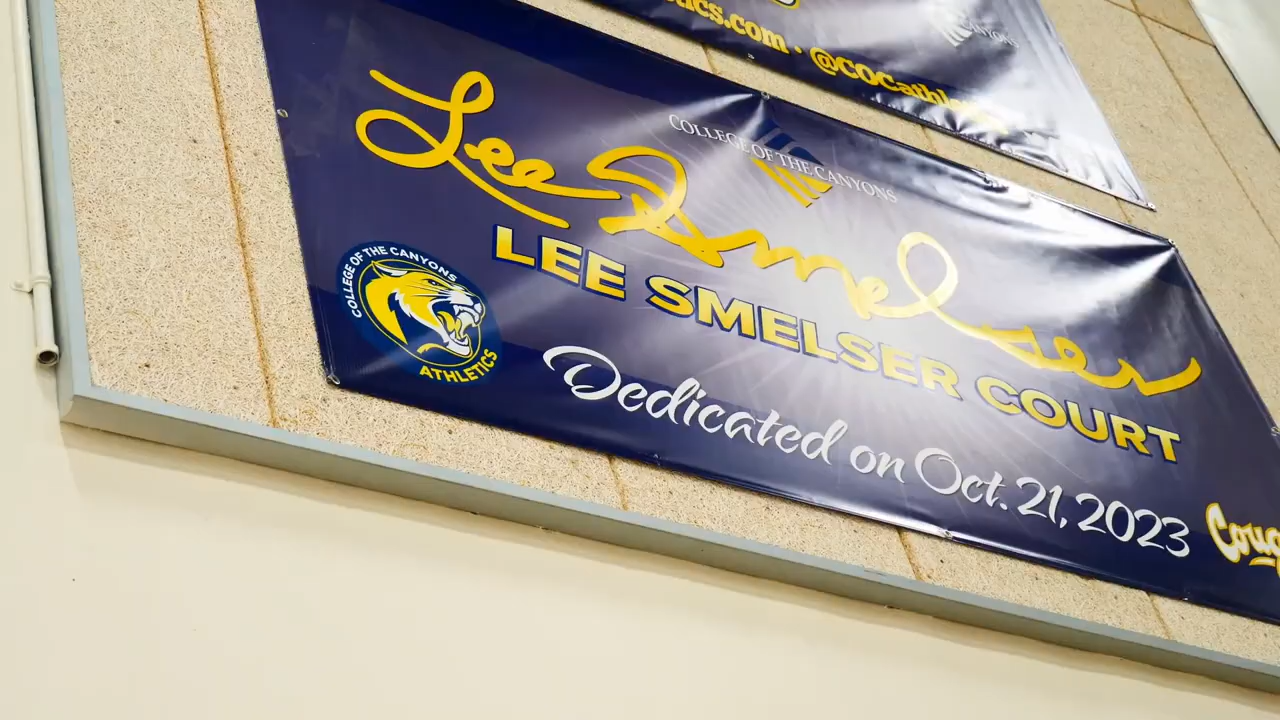 @COCathle
COLLEGE OF THE CANYONS
Lee Smelser
LEE SMELSER COURT
COLLEGE OF THE CANYONS
ATHLETICS
Dedicated on Oct. 21, 2023